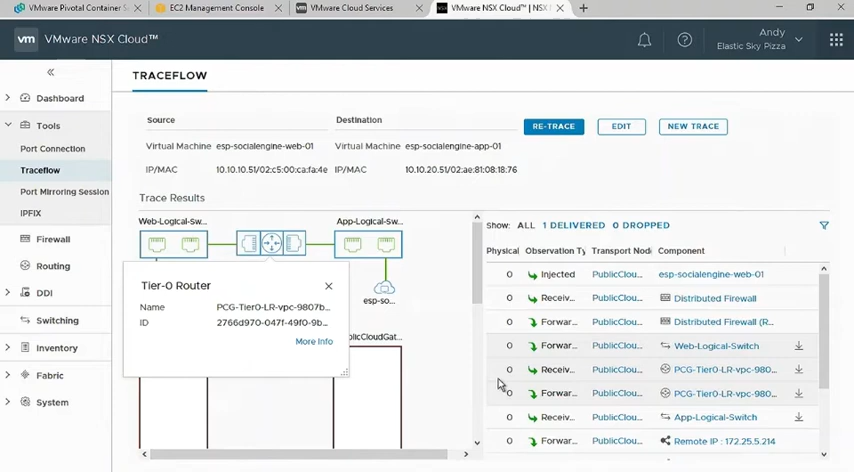 VMware Pivotal Container S
EC2 Management Console
VMware Cloud Services
VMware NSX Cloud™ | NSX
vm VMware NSX Cloud™
Andy
Elastic Sky Pizza
TRACEFLOW
Dashboard
Tools
Port Connection
Traceflow
Port Mirroring Session
IPFIX
Firewall
Routing
DDI
Switching
Inventory
Fabric
System
Source
Destination
Virtual Machine esp-socialengine-web-01
Virtual Machine esp-socialengine-app-01
IP/MAC 10.10.10.51/02:c5:00:ca:fa:4e
IP/MAC 10.10.20.51/02:ae:81:08:18:76
RE-TRACE
EDIT
NEW TRACE
Trace Results
Web-Logical-Sw...
App-Logical-Sw...
esp-so...
Tier-0 Router
Name PCG-Tier0-LR-vpc-9807b...
ID 2766d970-047f-49f0-9b...
More Info
PublicCloudGat...
Show: ALL 1 DELIVERED 0 DROPPED
Physical Observation Ty Transport Node Component
0 Injected PublicClou... esp-socialengine-web-01
0 Receiv... PublicClou... Distributed Firewall
0 Forwar... PublicClou... Distributed Firewall (R...
0 Forwar... PublicClou... Web-Logical-Switch
0 Receiv... PublicClou... PCG-Tier0-LR-vpc-980...
0 Forwar... PublicClou... PCG-Tier0-LR-vpc-980...
0 Receiv... PublicClou... App-Logical-Switch
0 Forwar... PublicClou... Remote IP : 172.25.5.214